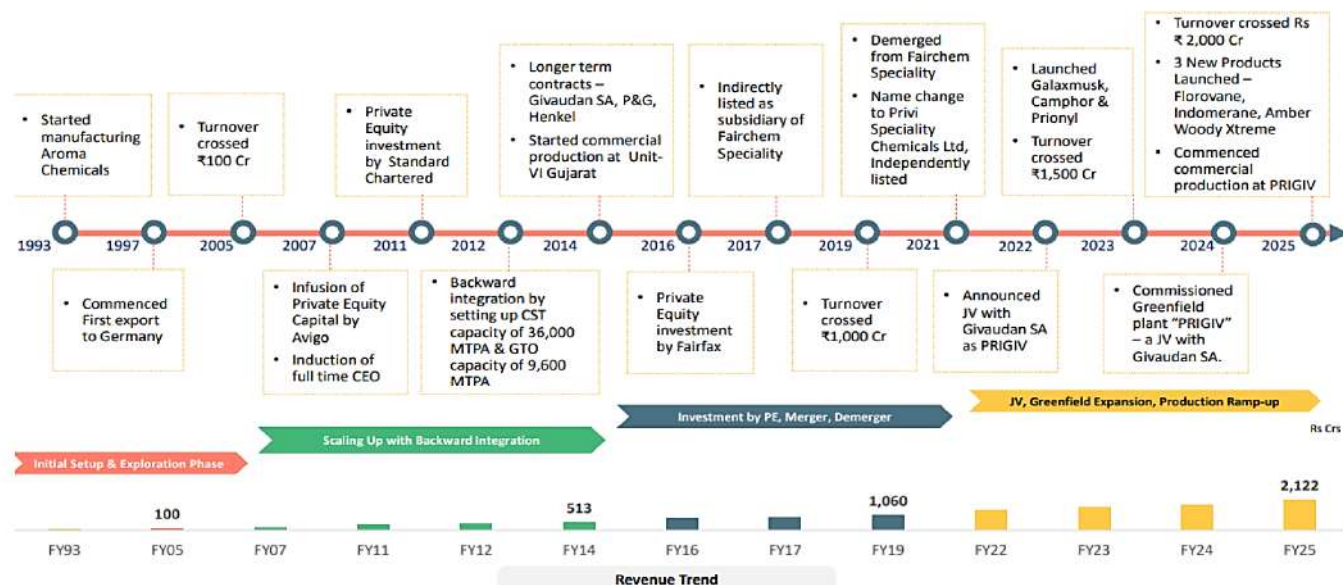 • Started
manufacturing
Aroma
Chemicals
• Turnover
crossed
₹100 Cr
• Private
Equity
investment
by Standard
Chartered
• Longer term
contracts –
Givaudan SA, P&G,
Henkel
• Started commercial
production at Unit-
VI Gujarat
• Indirectly
listed as
subsidiary of
Fairchem
Speciality
• Demerged
from Fairchem
Speciality
• Name change
to Privi
Speciality
Chemicals Ltd,
Independently
listed
• Launched
Galaxmusk,
Camphor &
Prionyl
• Turnover
crossed
₹1,500 Cr
• Turnover crossed Rs
₹ 2,000 Cr
• 3 New Products
Launched –
Florovane,
Indomerane, Amber
Woody Xtreme
• Commenced
commercial
production at PRIGIV
1993 1997 2005 2007 2011 2012 2014 2016 2017 2019 2021 2022 2023 2024 2025
• Commenced
First export
to Germany
• Infusion of
Private Equity
Capital by
Avigo
• Induction of
full time CEO
• Backward
integration by
setting up CST
capacity of 36,000
MTPA & GTO
capacity of 9,600
MTPA
• Private
Equity
investment
by Fairfax
• Turnover
crossed
₹1,000 Cr
• Announced
JV with
Givaudan SA
as PRIGIV
• Commissioned
Greenfield
plant "PRIGIV"
– a JV with
Givaudan SA.
JV, Greenfield Expansion, Production Ramp-up
Investment by PE, Merger, Demerger
Rs Crs
Scaling Up with Backward Integration
Initial Setup & Exploration Phase
100 513 1,060 2,122
FY93 FY05 FY07 FY11 FY12 FY14 FY16 FY17 FY19 FY22 FY23 FY24 FY25
Revenue Trend